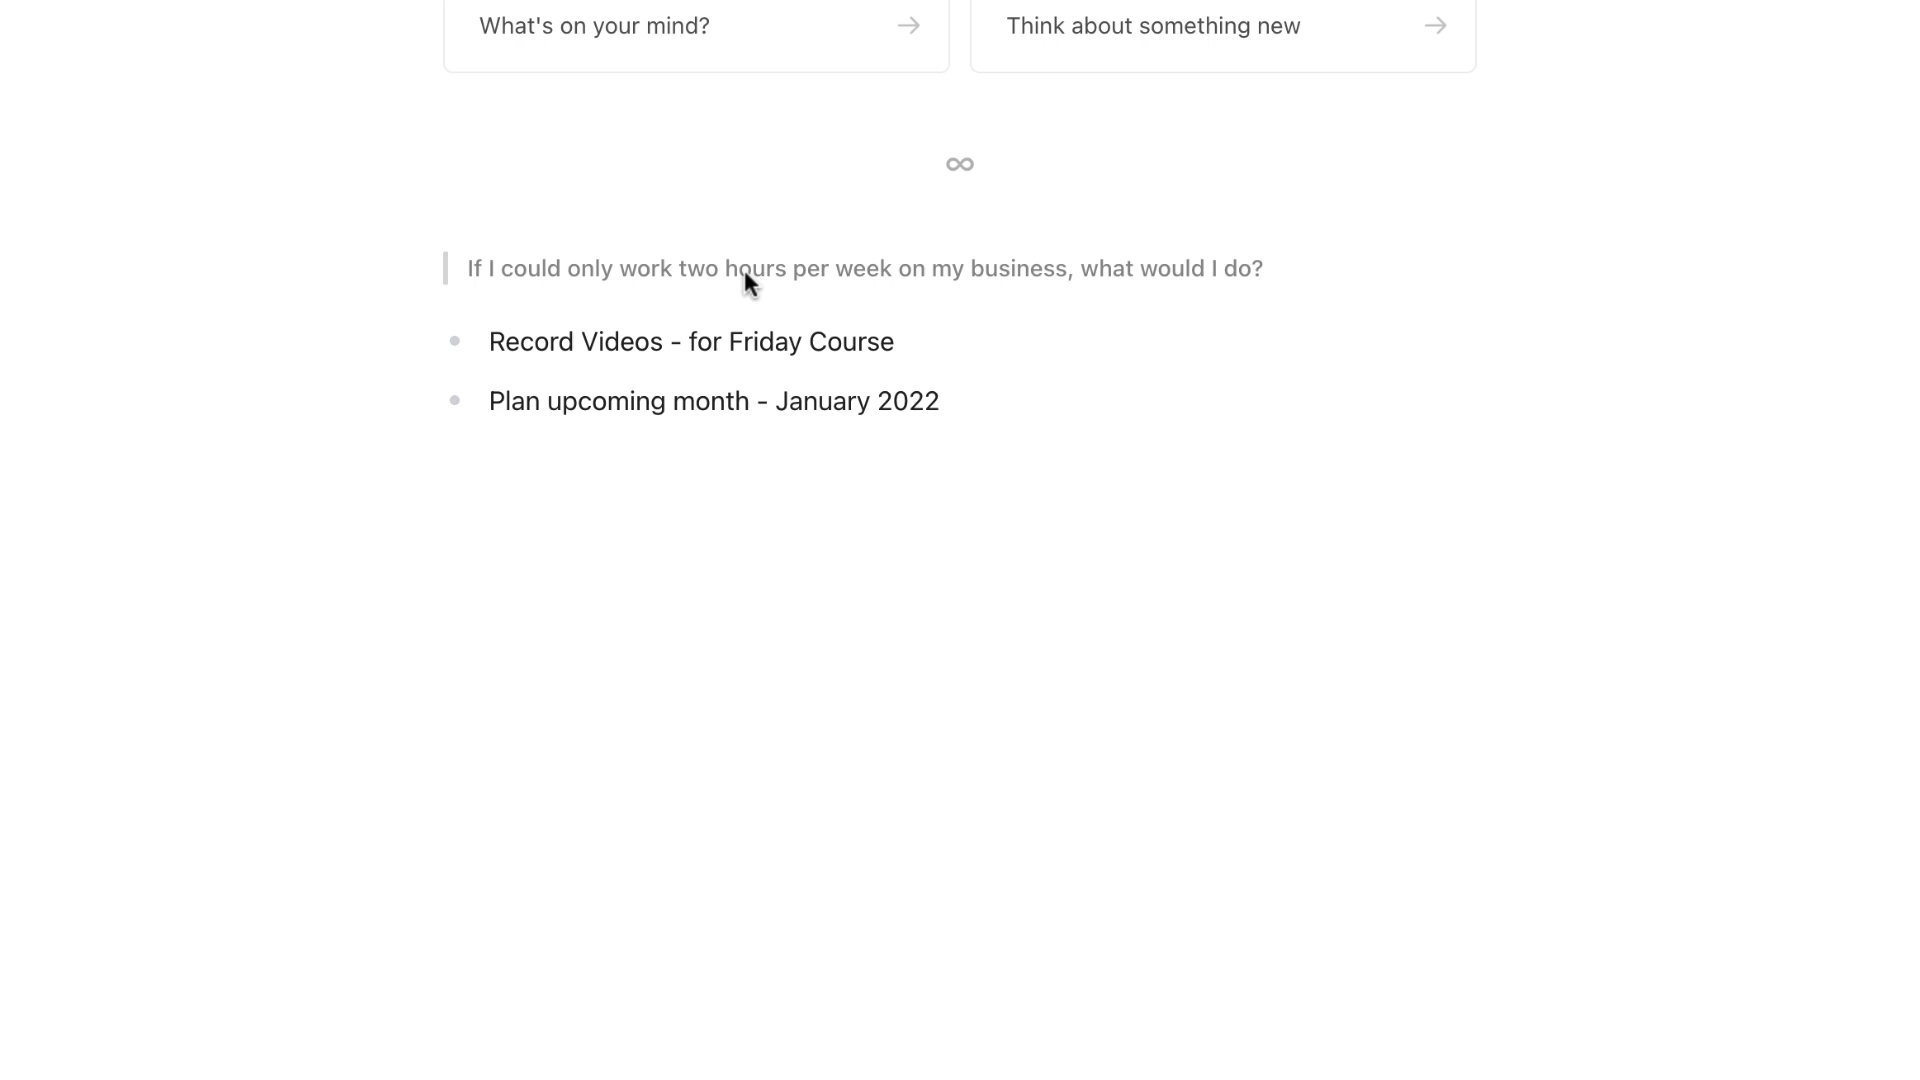 What's on your mind? →
Think about something new →
∞
If I could only work two hours per week on my business, what would I do?
• Record Videos - for Friday Course
• Plan upcoming month - January 2022